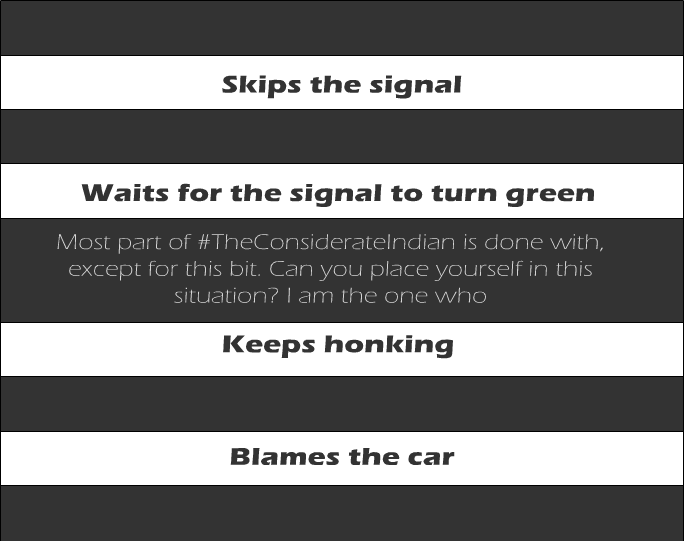 Skips the signal
Waits for the signal to turn green
Most part of #TheConsiderateIndian is done with,
except for this bit. Can you place yourself in this
situation? I am the one who
Keeps honking
Blames the car